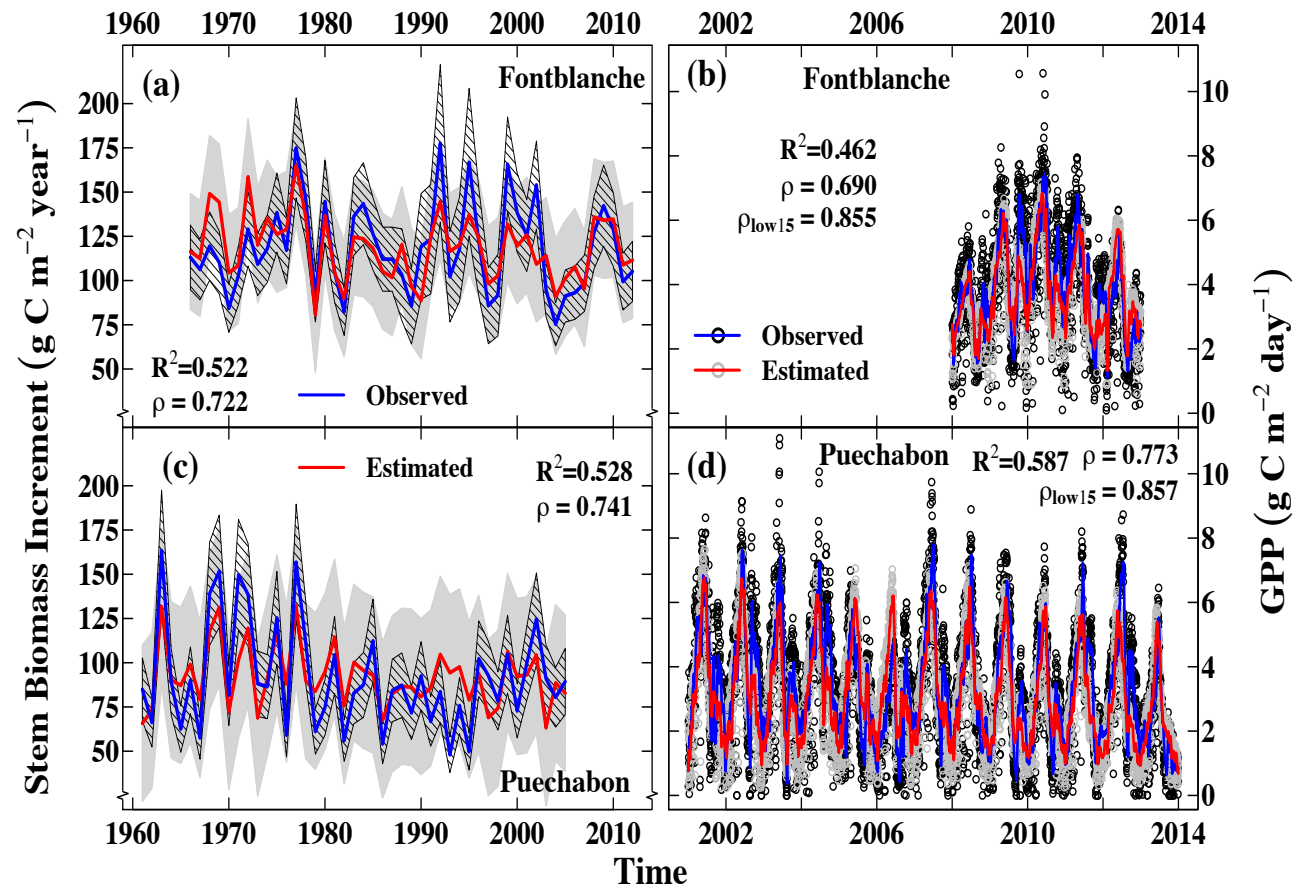 1960 1970 1980 1990 2000 2010
2002 2006 2010 2014
Stem Biomass Increment (g C m⁻² year⁻¹)
200
175
150
125
100
75
50
(a)
Fontblanche
R²=0.522
ρ = 0.722
Observed
(b)
Fontblanche
R²=0.462
ρ = 0.690
ρlow15 = 0.855
Observed
Estimated
10
8
6
4
2
0
GPP (g C m⁻² day⁻¹)
200
175
150
125
100
75
50
(c)
Estimated
R²=0.528
ρ = 0.741
Puechabon
(d)
Puechabon
R²=0.587 ρ = 0.773
ρlow15 = 0.857
10
8
6
4
2
0
1960 1970 1980 1990 2000 2010
2002 2006 2010 2014
Time